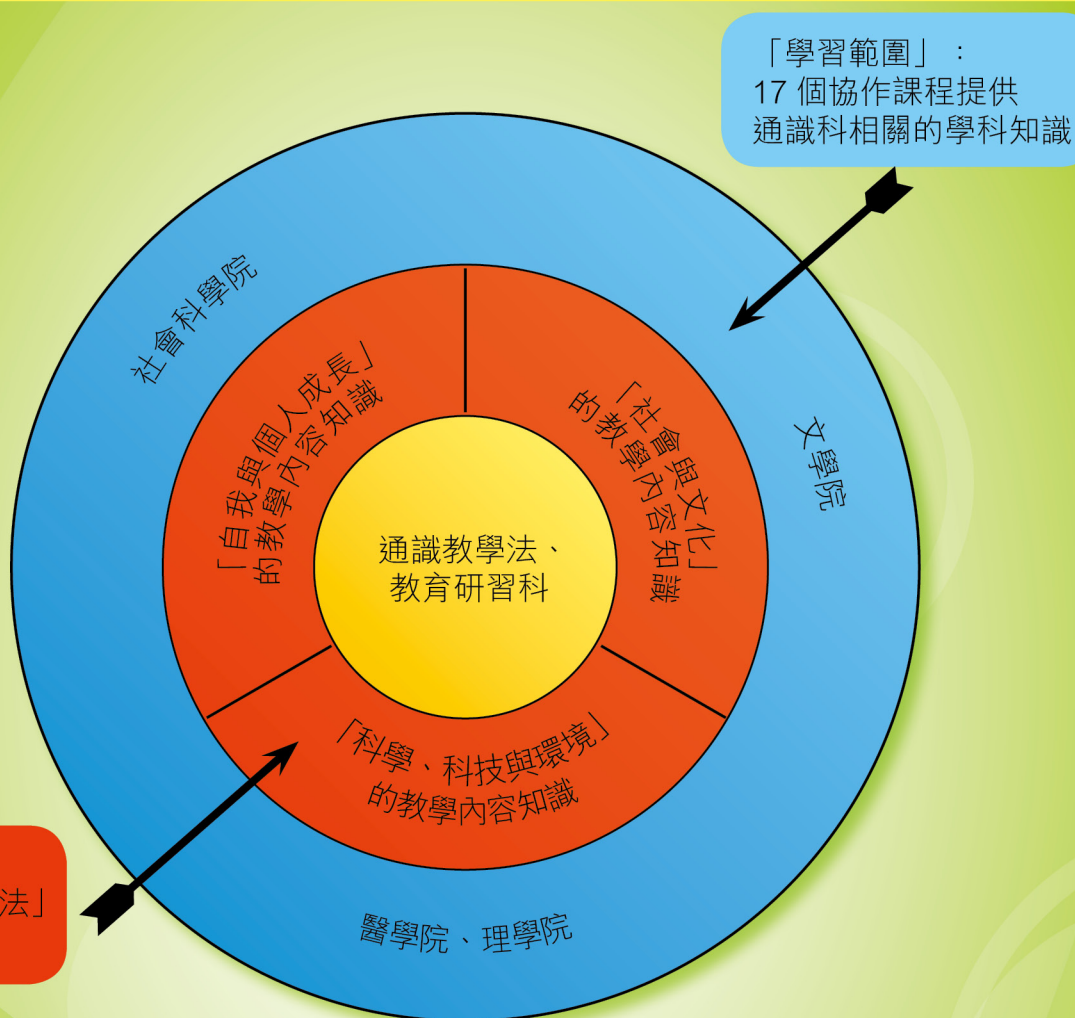 「學習範圍」：
17 個協作課程提供
通識科相關的學科知識
社會科學院
文學院
「自我與個人成長」
的教學內容知識
「社會與文化」
的教學內容知識
通識教學法、
教育研習科
「科學、科技與環境」
的教學內容知識
法」
醫學院、理學院